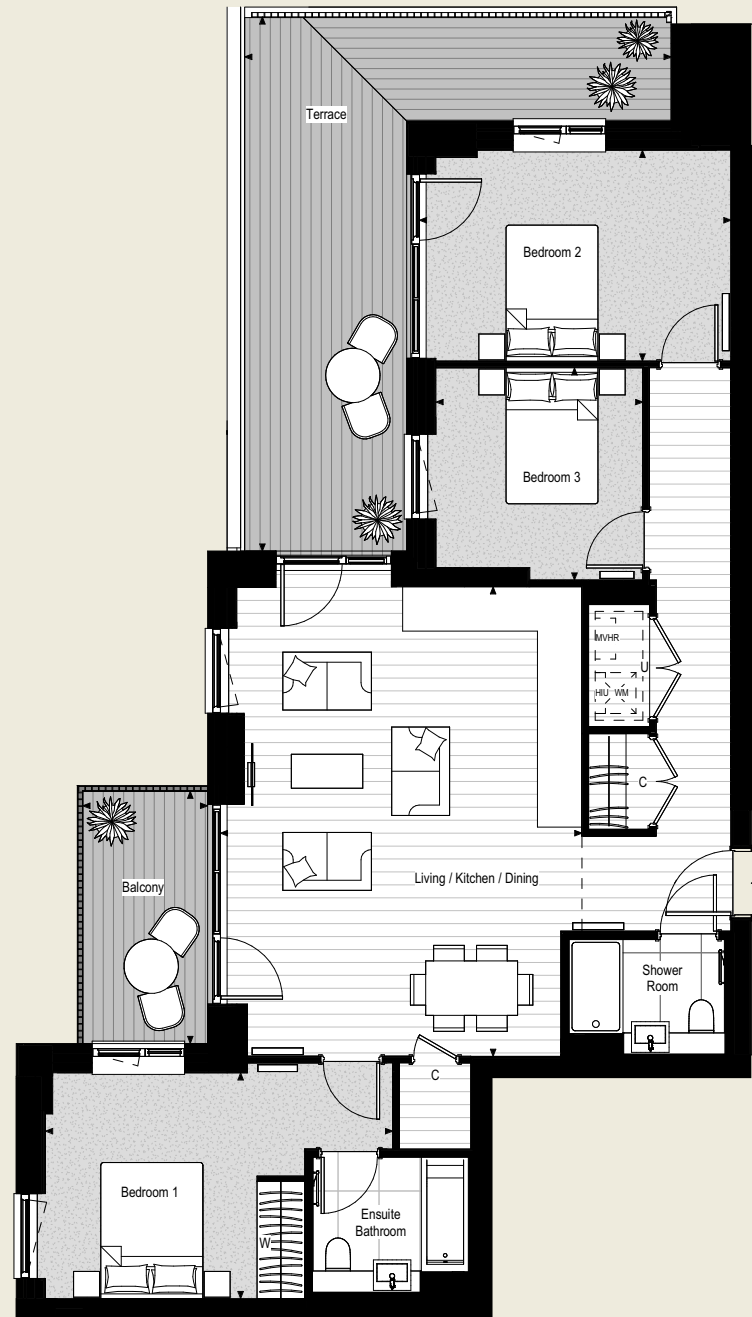 Terrace
Bedroom 2
Bedroom 3
MVHR
U
HIU WM
C
Living / Kitchen / Dining
Balcony
Shower
Room
C
Bedroom 1
W
Ensuite
Bathroom